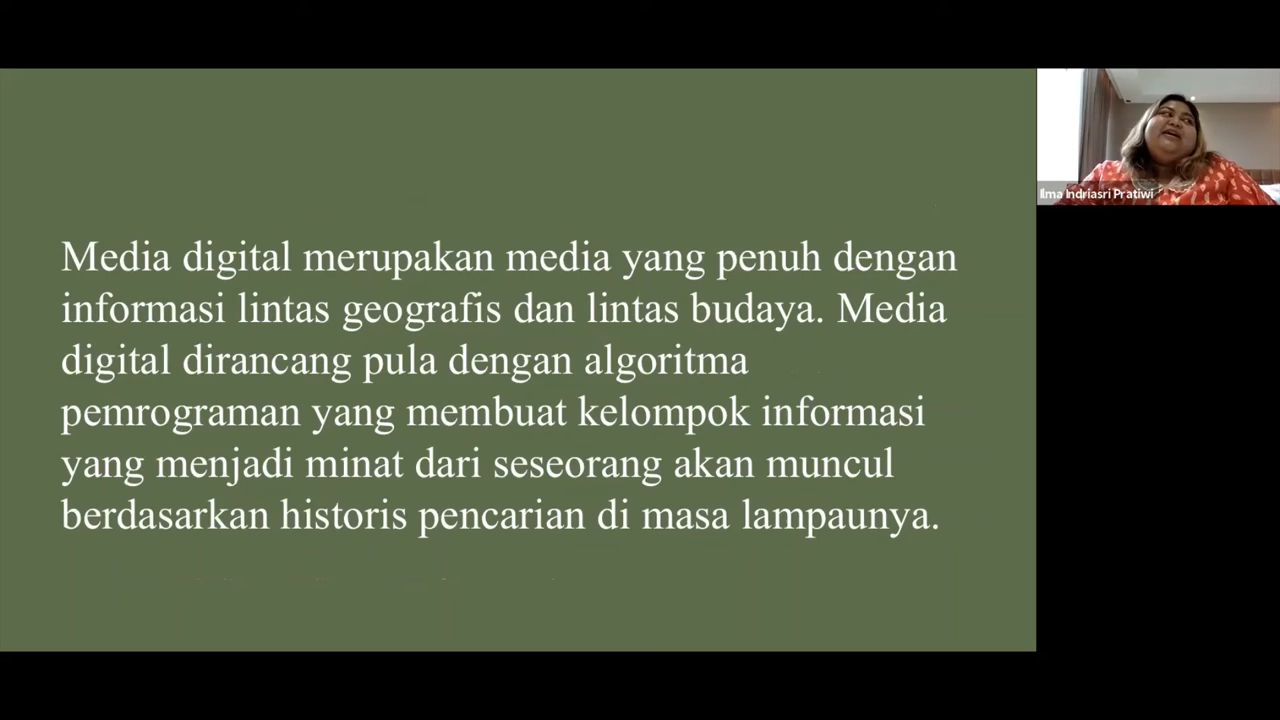 Media digital merupakan media yang penuh dengan
informasi lintas geografis dan lintas budaya. Media
digital dirancang pula dengan algoritma
pemrograman yang membuat kelompok informasi
yang menjadi minat dari seseorang akan muncul
berdasarkan historis pencarian di masa lampaunya.
Ilma Indriasri Pratiwi